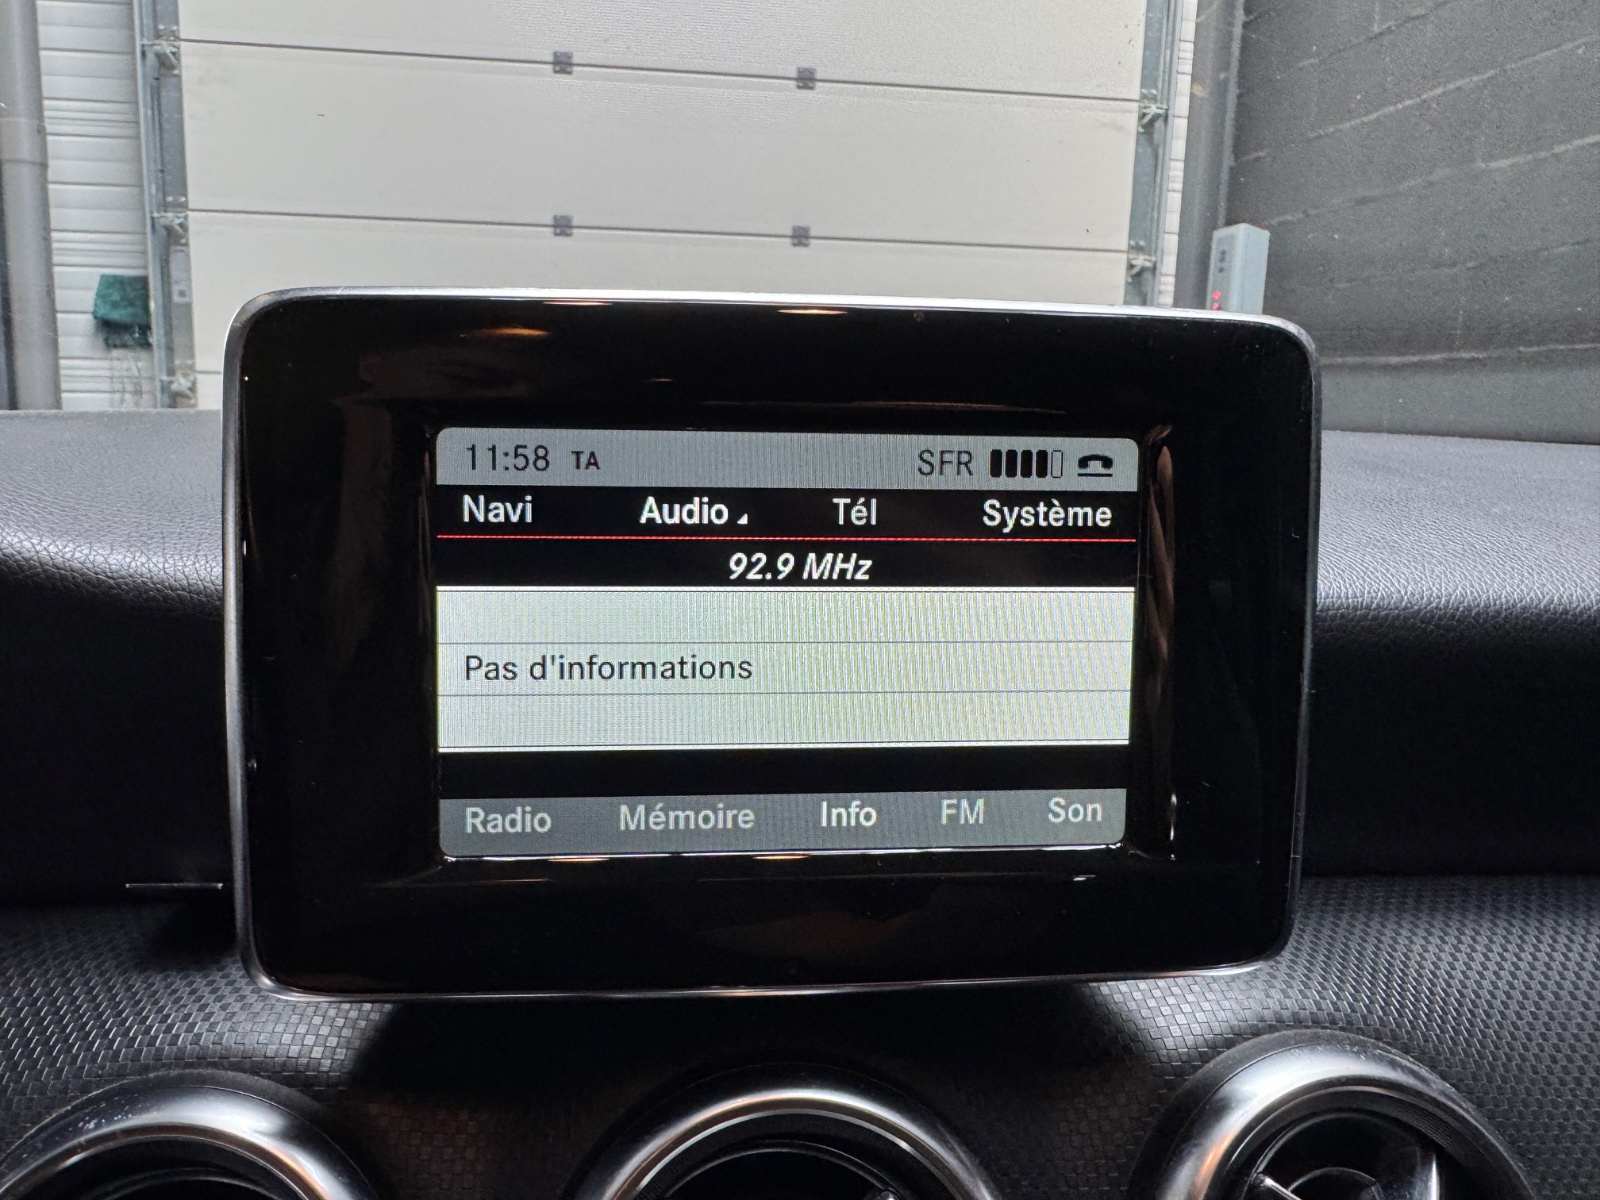 11:58 TA SFR
Navi Audio Tél Système
92.9 MHz
Pas d'informations
Radio Mémoire Info FM Son